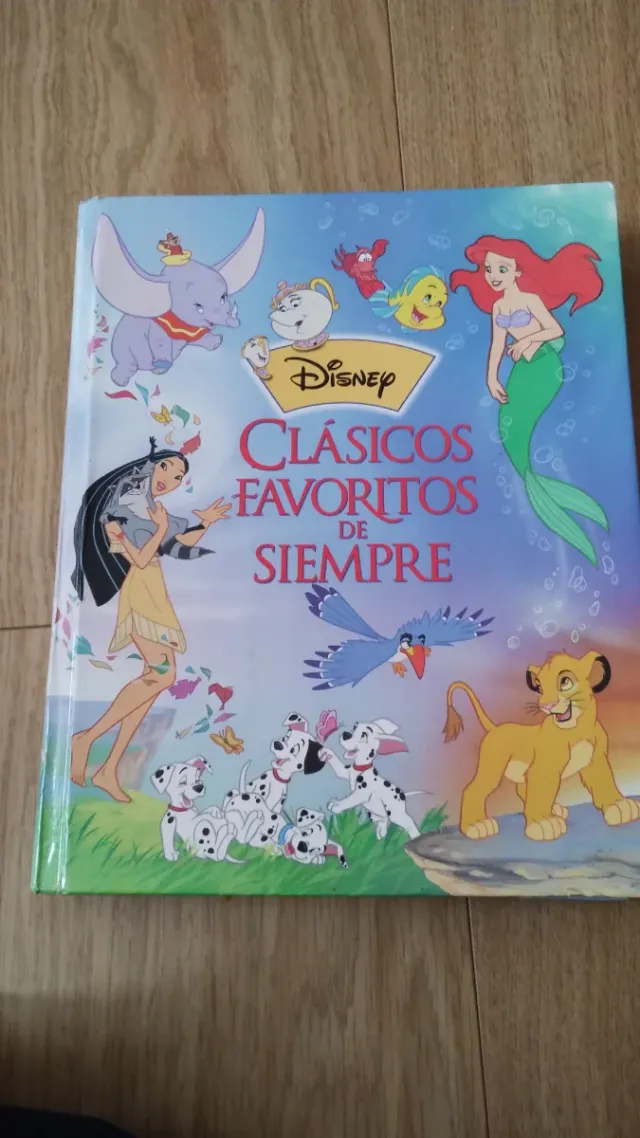 DISNEY
CLÁSICOS
FAVORITOS
DE
SIEMPRE